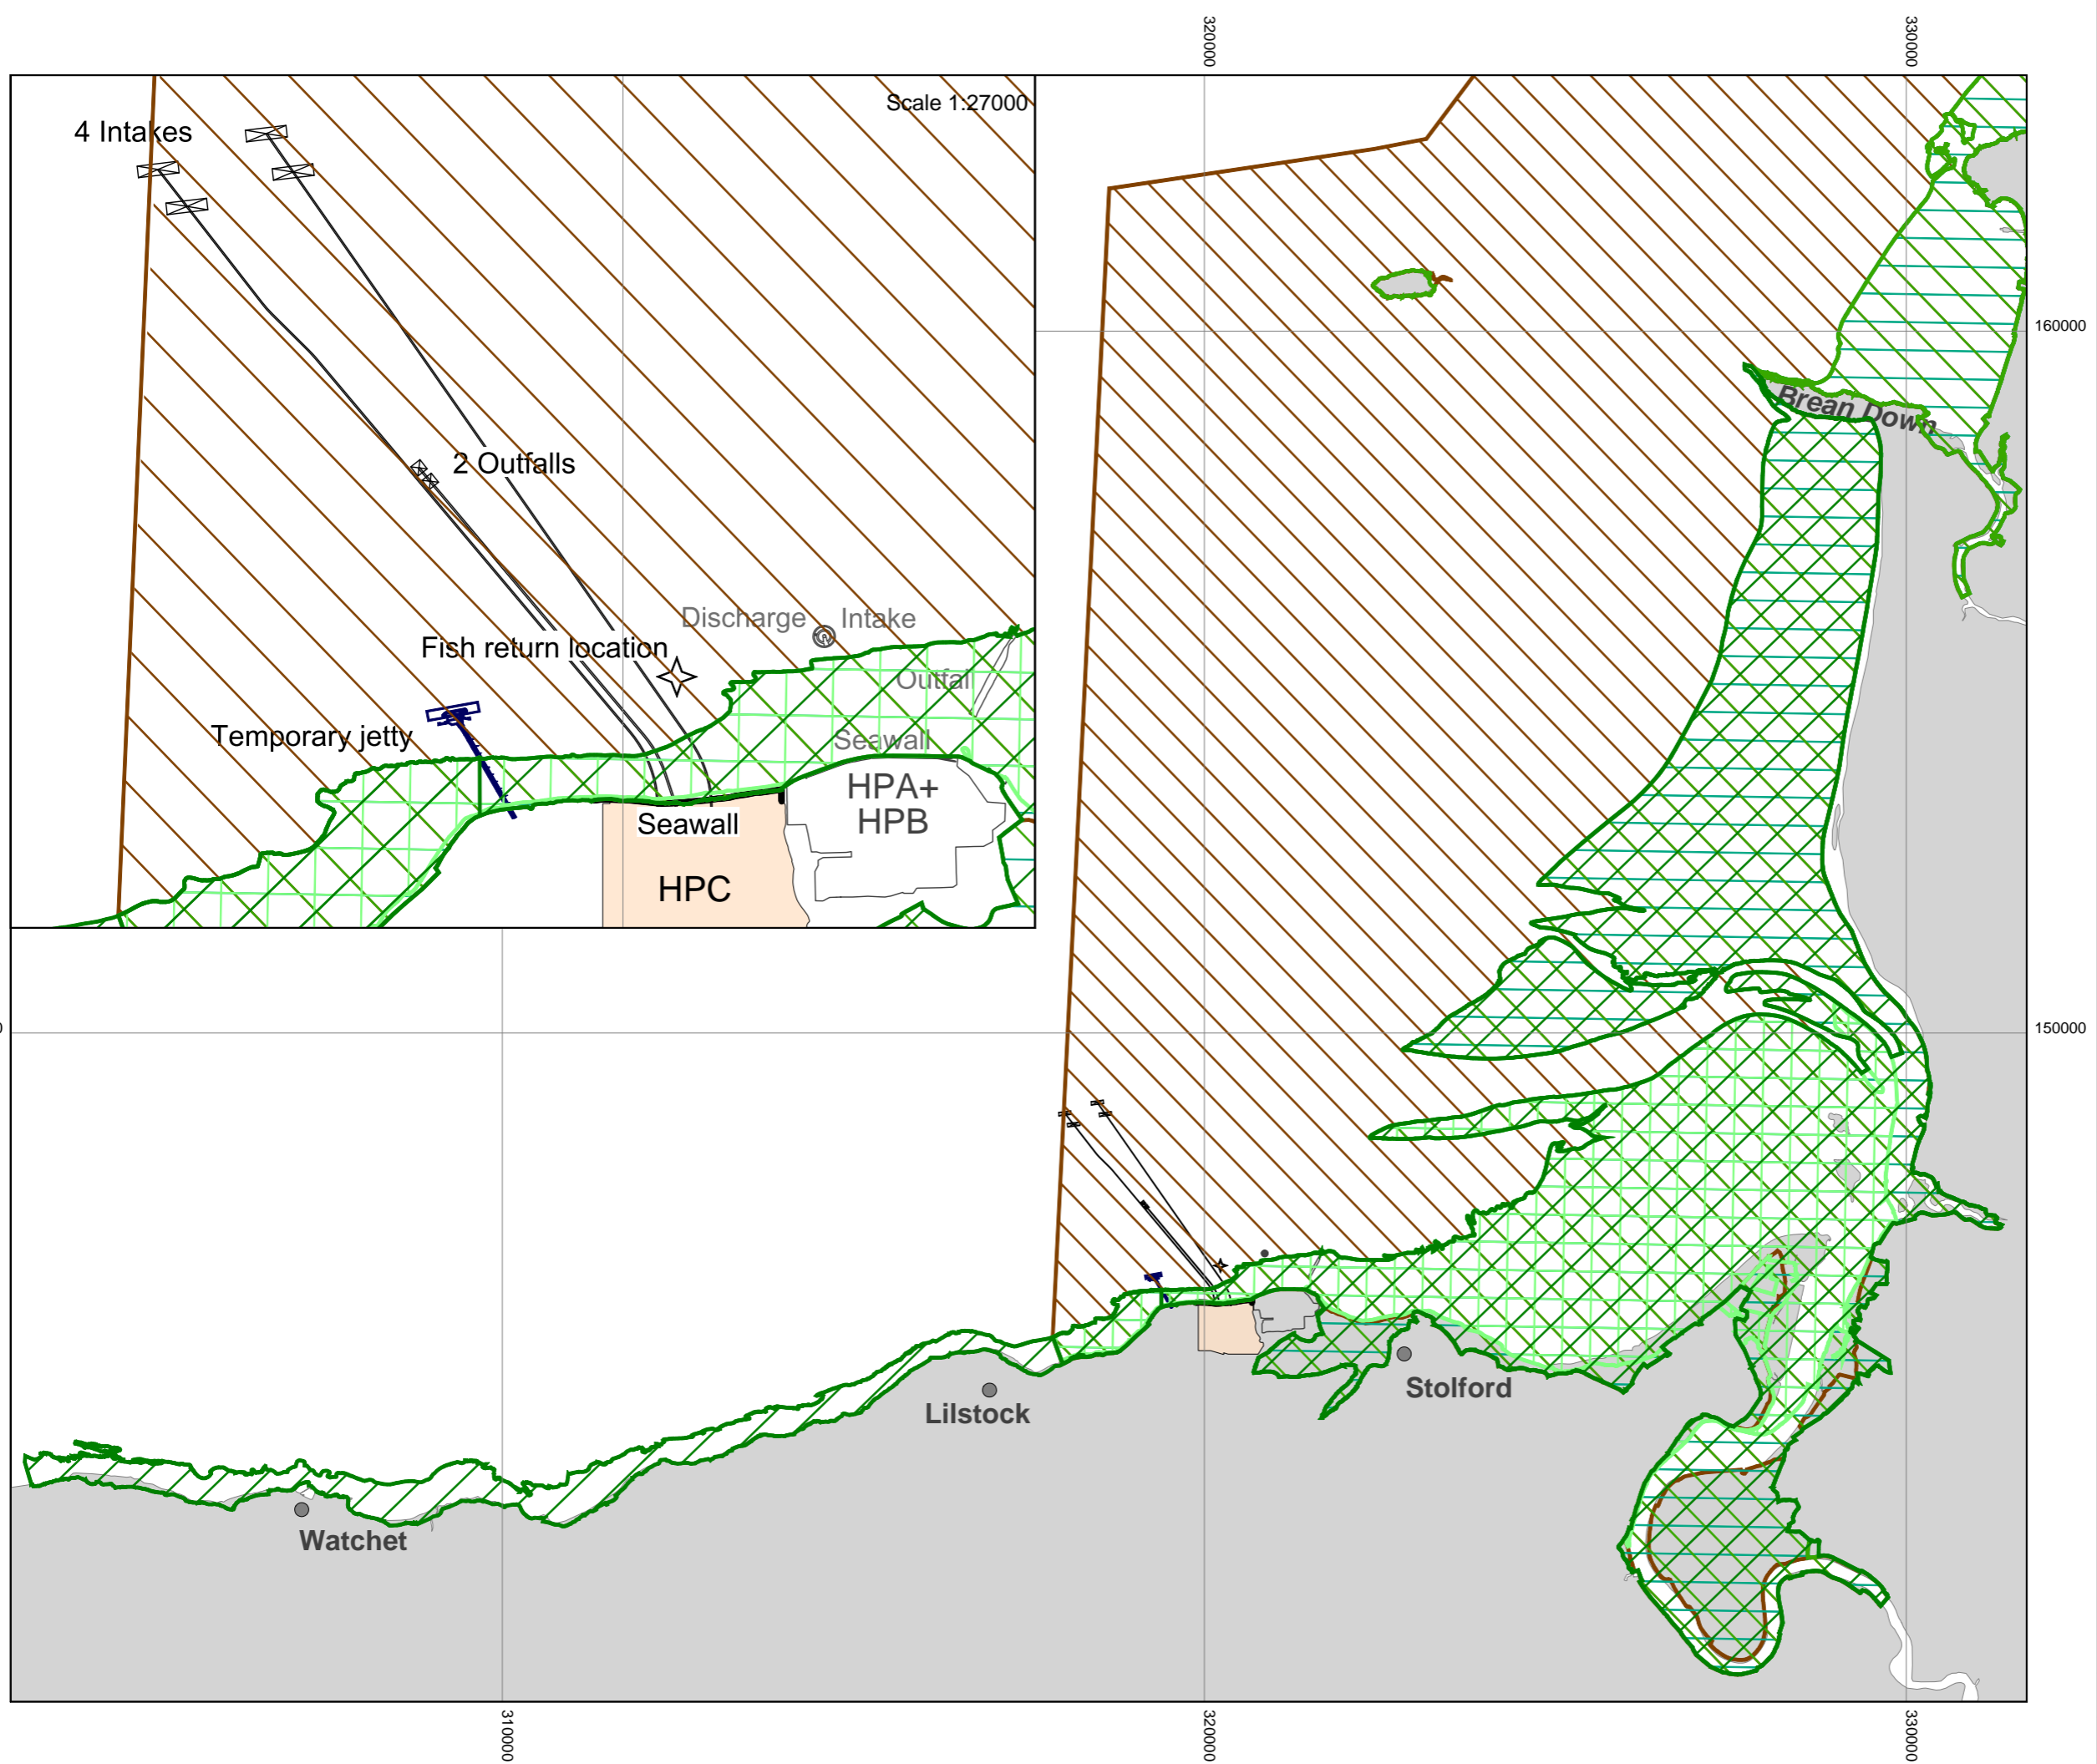 320000
330000
Scale 1:27000
4 Intakes
2 Outfalls
Discharge
Intake
Fish return location
Outfall
Temporary jetty
Seawall
HPA+
HPB
Seawall
HPC
160000
Brean Down
150000
Stolford
Lilstock
Watchet
310000
320000
330000